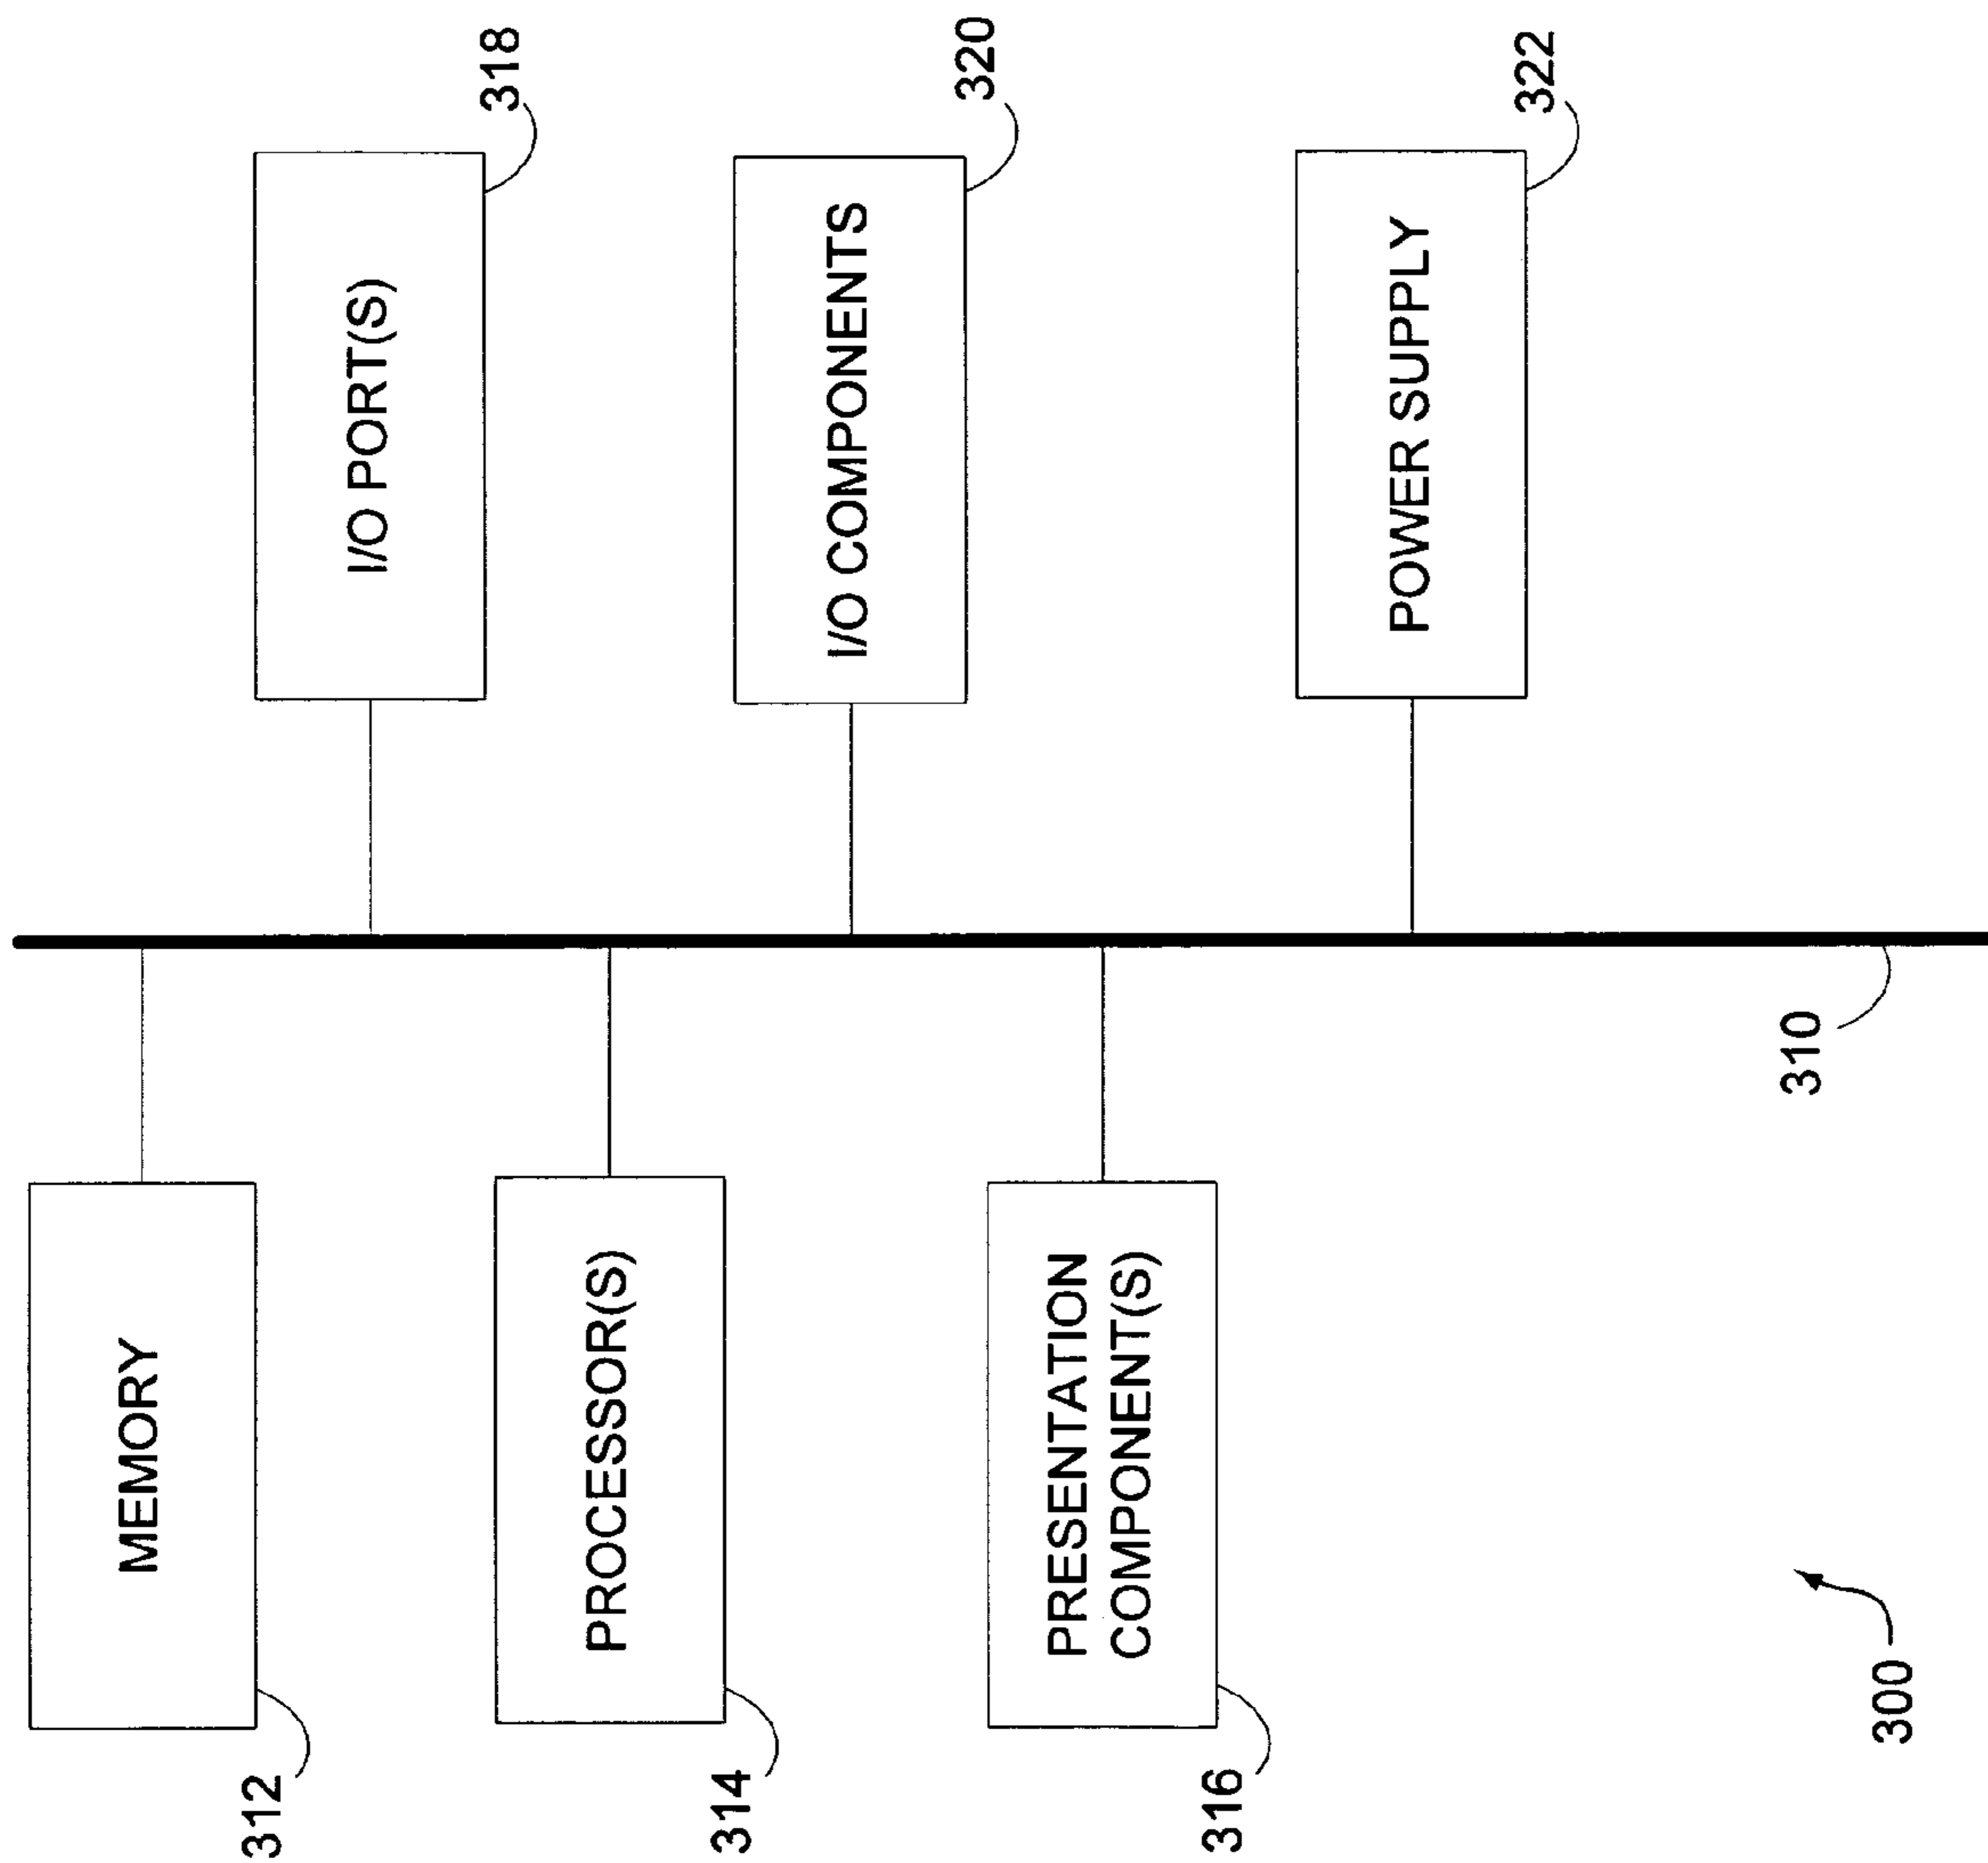 MEMORY
312
PROCESSOR(S)
314
PRESENTATION
COMPONENT(S)
316
300
310
I/O PORT(S)
318
I/O COMPONENTS
320
POWER SUPPLY
322